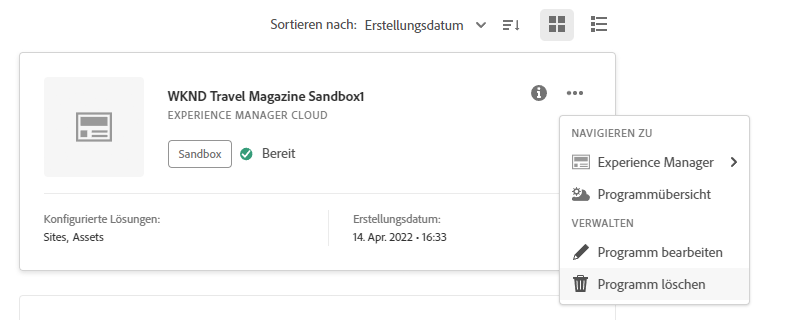 Sortieren nach: Erstellungsdatum
WKND Travel Magazine Sandbox1
EXPERIENCE MANAGER CLOUD
Sandbox Bereit
Konfigurierte Lösungen:
Sites, Assets
Erstellungsdatum:
14. Apr. 2022 • 16:33
NAVIGIEREN ZU
Experience Manager
Programmübersicht
VERWALTEN
Programm bearbeiten
Programm löschen